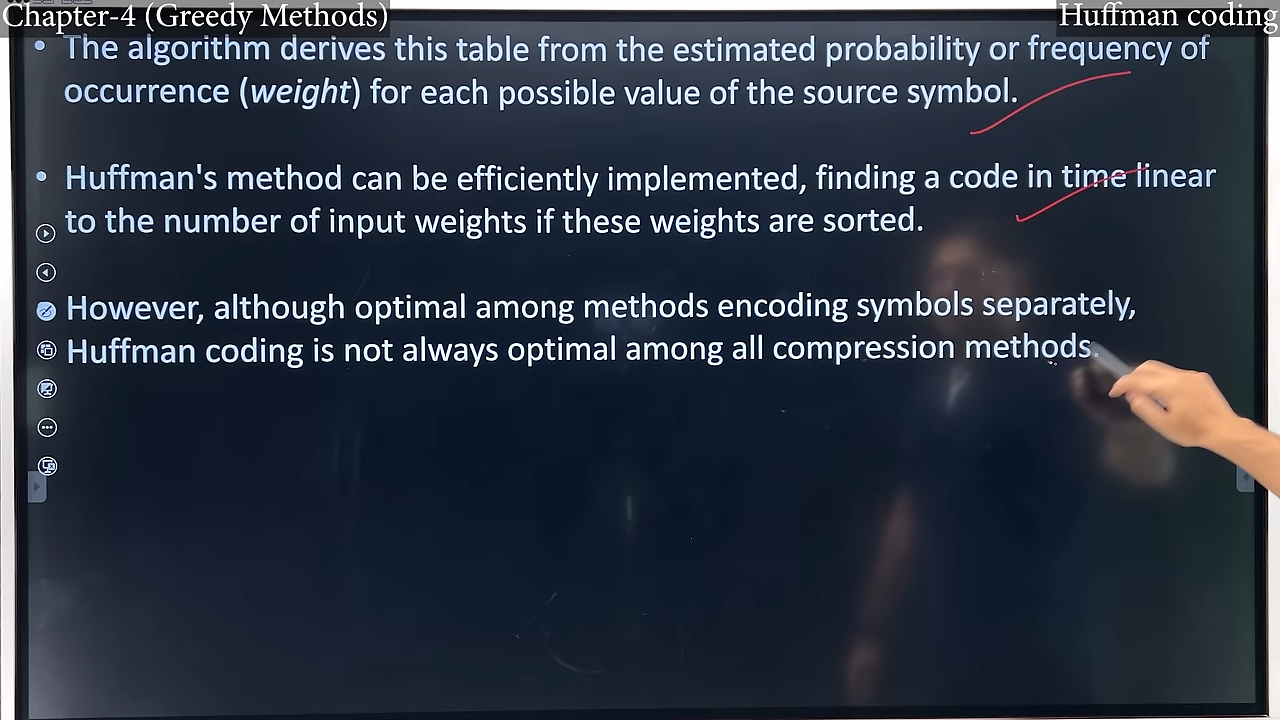 Chapter-4 (Greedy Methods)
Huffman coding
• The algorithm derives this table from the estimated probability or frequency of
occurrence (weight) for each possible value of the source symbol.
• Huffman's method can be efficiently implemented, finding a code in time linear
to the number of input weights if these weights are sorted.
However, although optimal among methods encoding symbols separately,
Huffman coding is not always optimal among all compression methods.